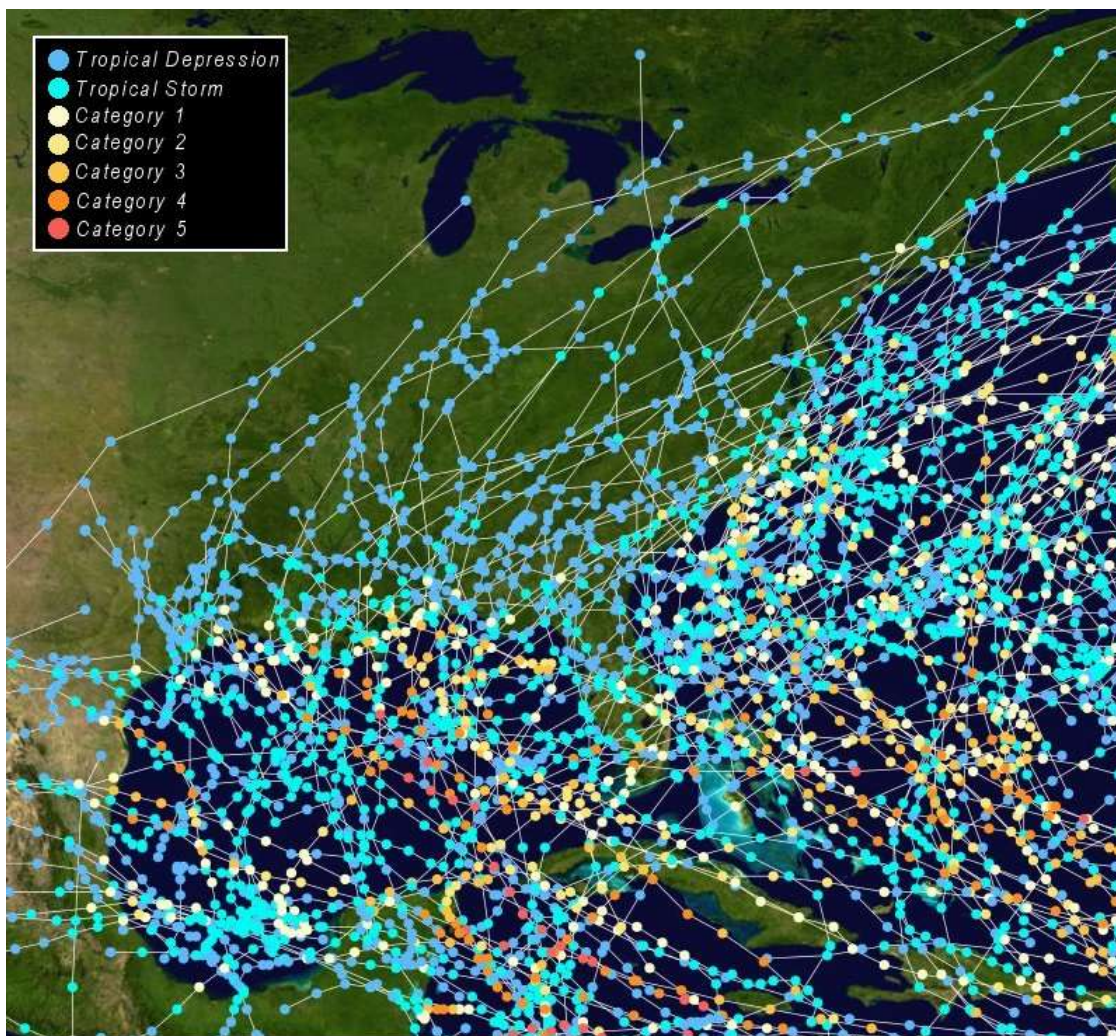 Tropical Depression
Tropical Storm
Category 1
Category 2
Category 3
Category 4
Category 5